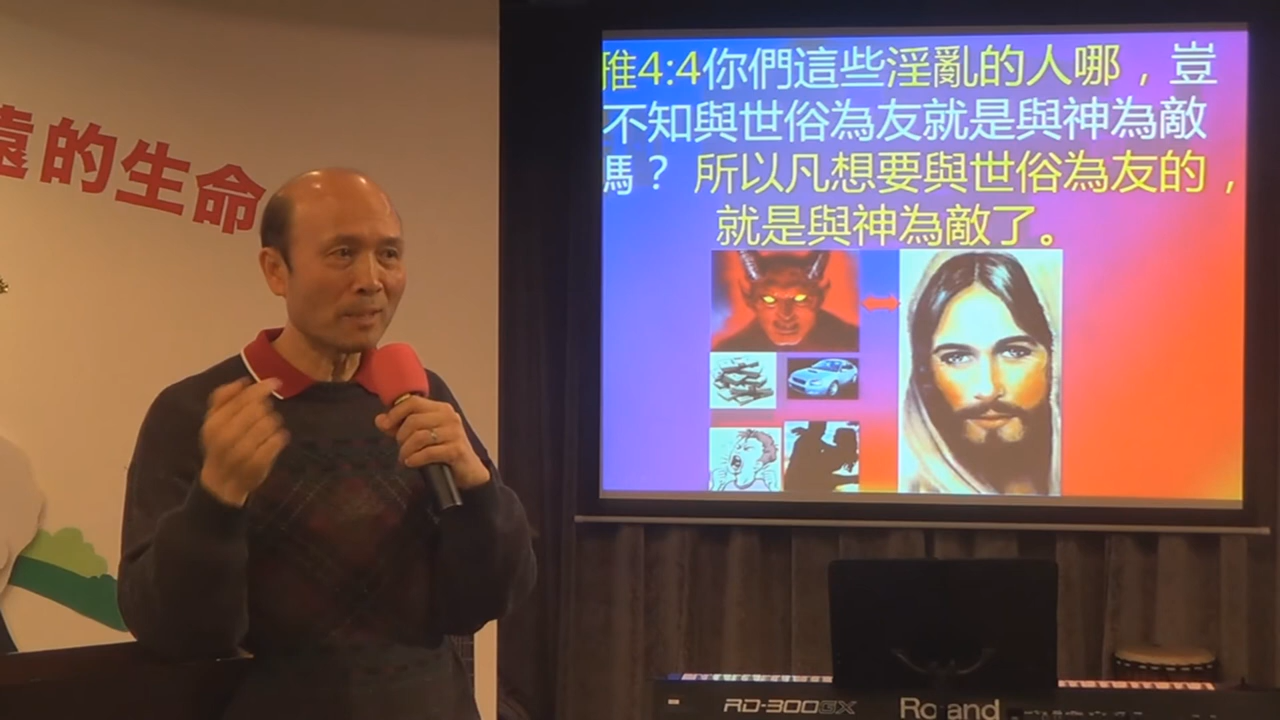 遠的生命
雅4:4你們這些淫亂的人哪，豈
不知與世俗為友就是與神為敵
嗎？ 所以凡想要與世俗為友的，
就是與神為敵了。
RD-300GX
Roland